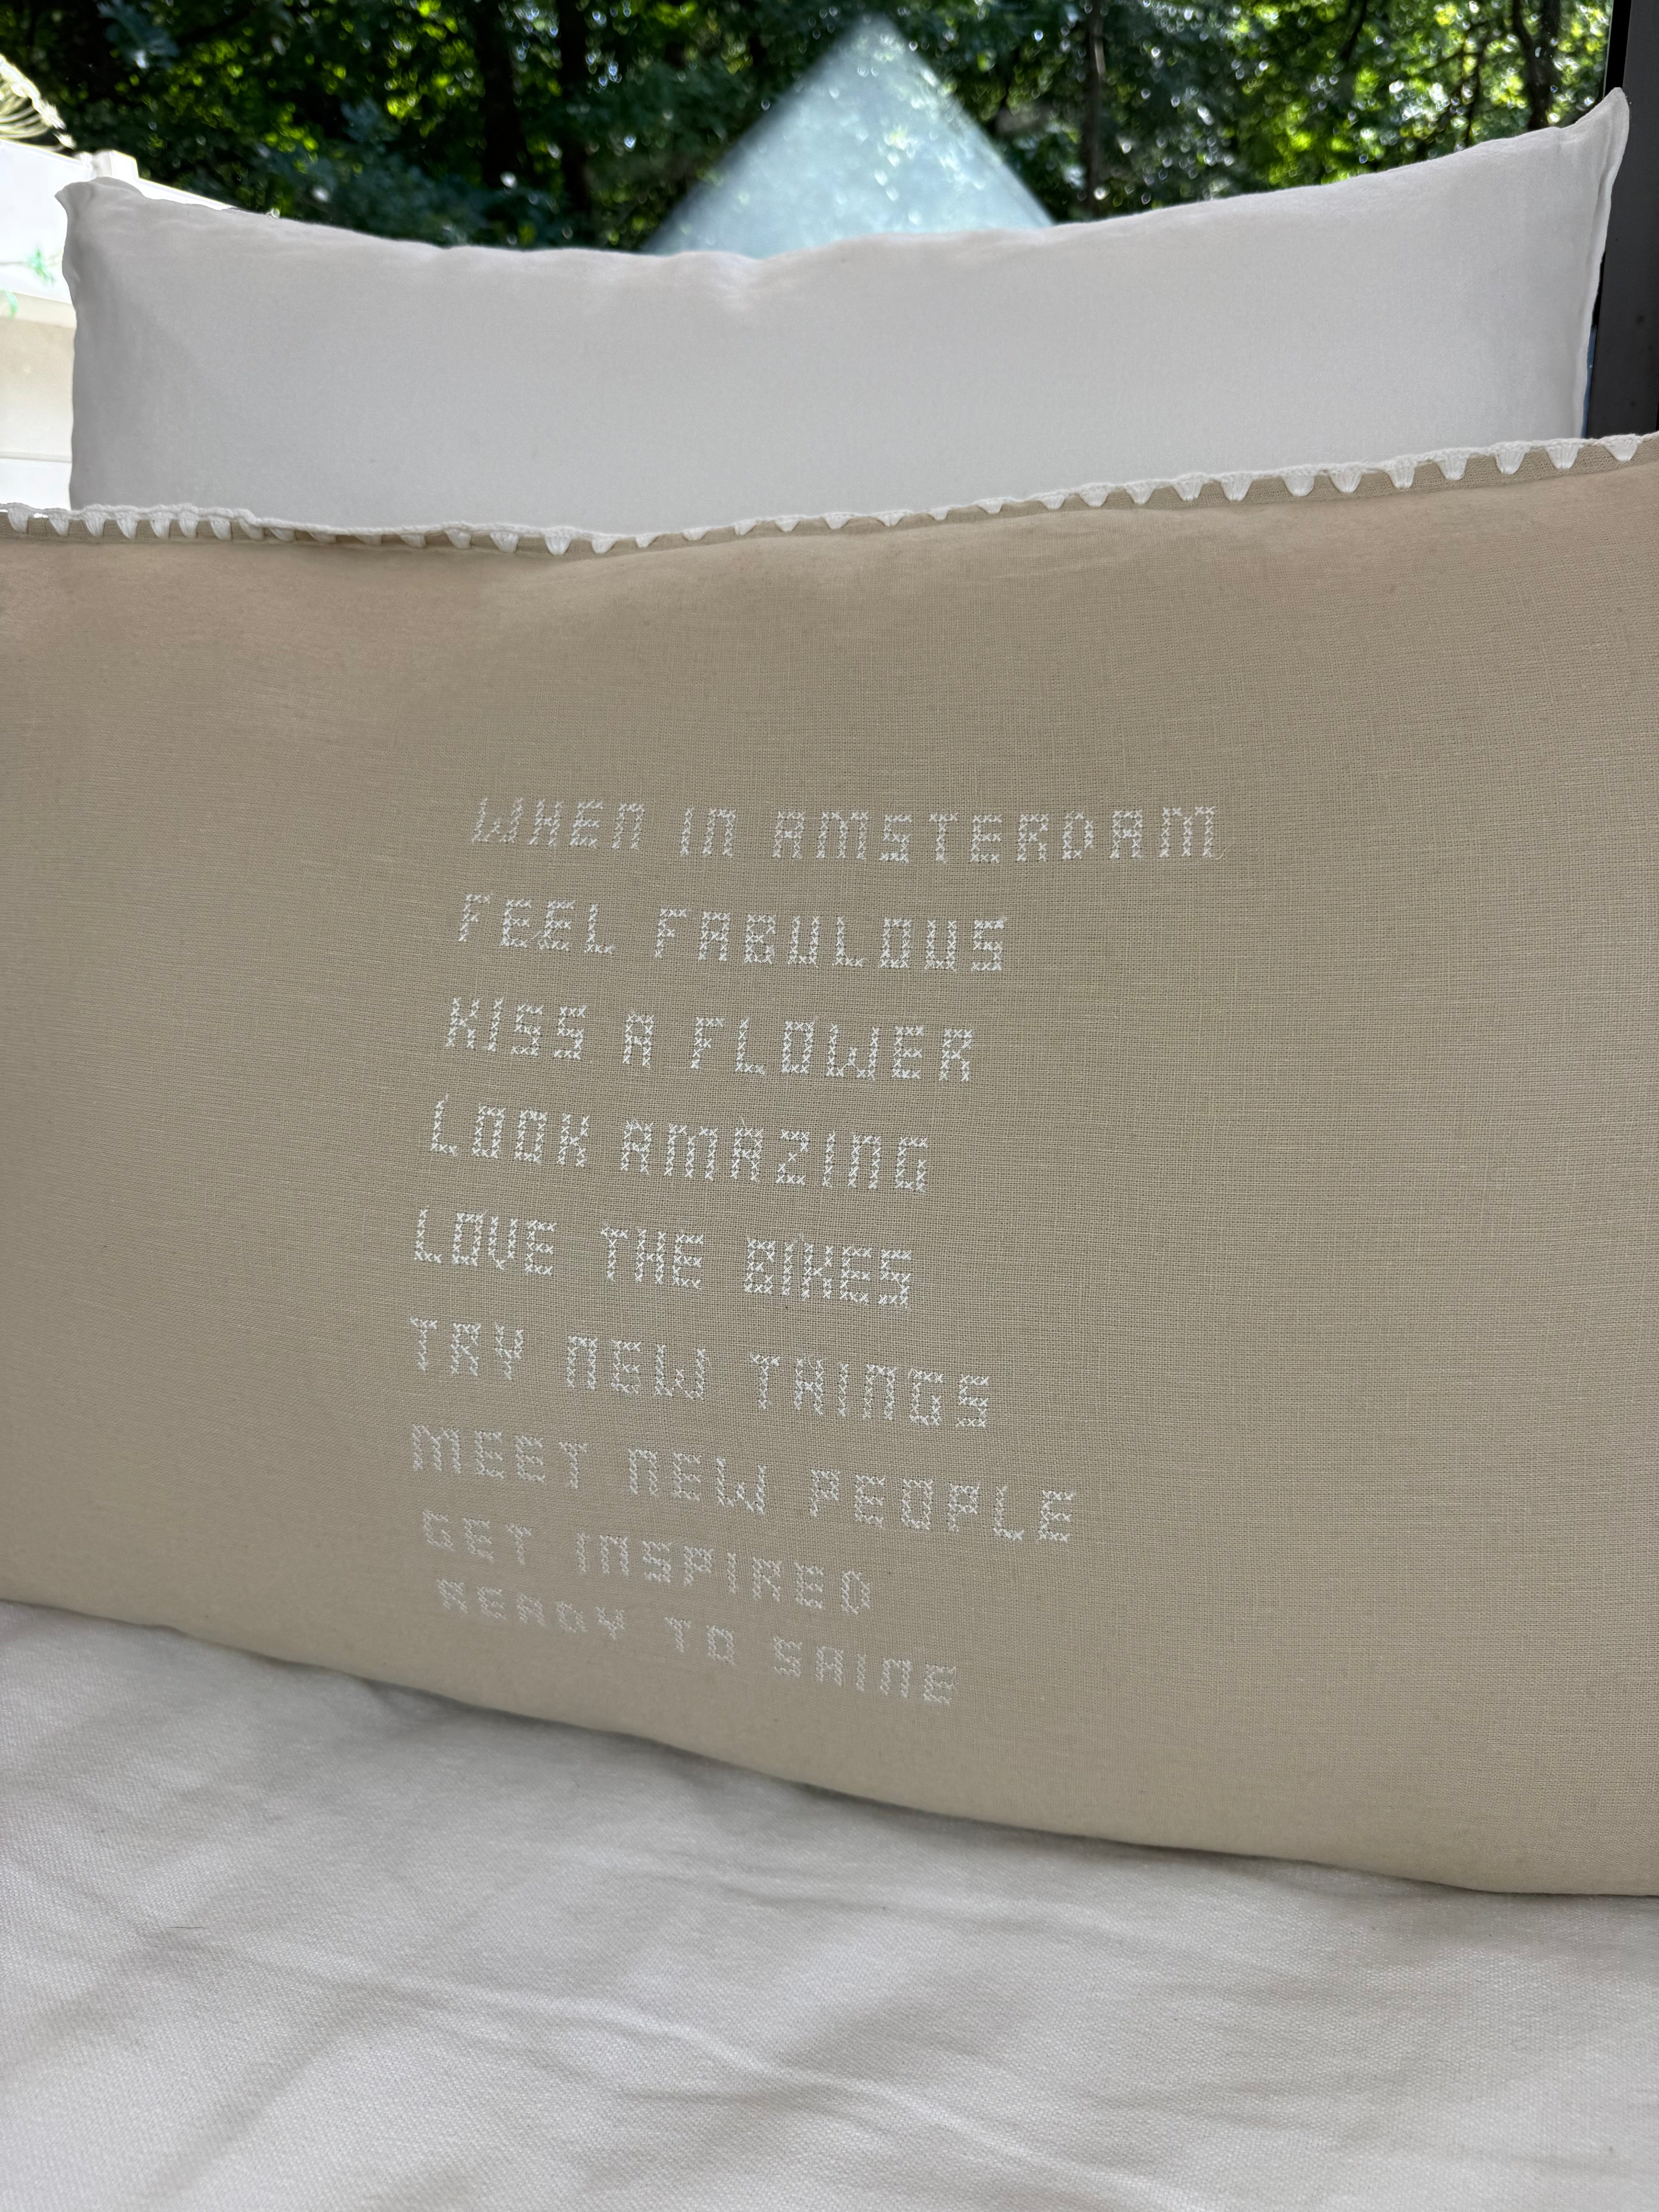 WHEN IN AMSTERDAM
FEEL FABULOUS
KISS A FLOWER
LOOK AMAZING
LOVE THE BIKES
TRY NEW THINGS
MEET NEW PEOPLE
GET INSPIRED
READY TO SHINE